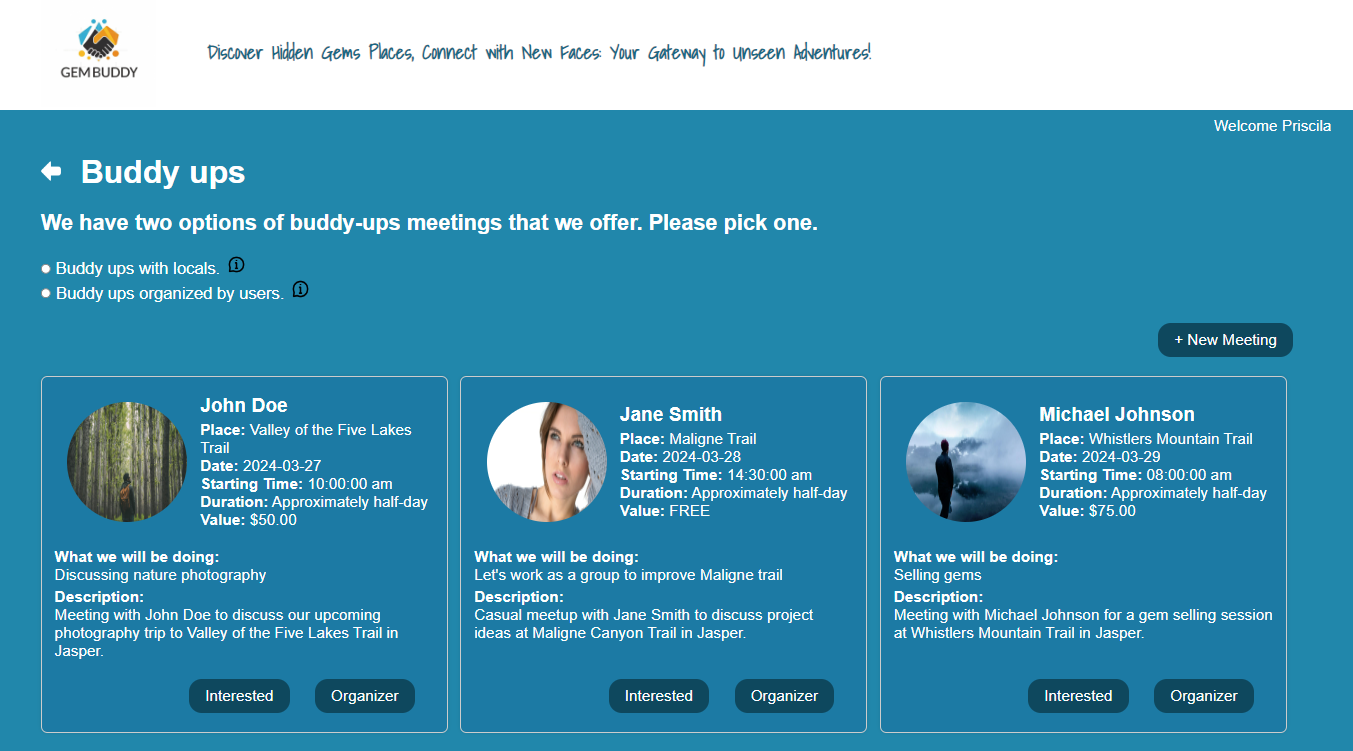 GEM BUDDY
Discover Hidden Gems Places, Connect with New Faces: Your Gateway to Unseen Adventures!
Welcome Priscila
Buddy ups
We have two options of buddy-ups meetings that we offer. Please pick one.
Buddy ups with locals.
Buddy ups organized by users.
+ New Meeting
John Doe
Place: Valley of the Five Lakes
Trail
Date: 2024-03-27
Starting Time: 10:00:00 am
Duration: Approximately half-day
Value: $50.00
What we will be doing:
Discussing nature photography
Description:
Meeting with John Doe to discuss our upcoming
photography trip to Valley of the Five Lakes Trail in
Jasper.
Interested
Organizer
Jane Smith
Place: Maligne Trail
Date: 2024-03-28
Starting Time: 14:30:00 am
Duration: Approximately half-day
Value: FREE
What we will be doing:
Let's work as a group to improve Maligne trail
Description:
Casual meetup with Jane Smith to discuss project
ideas at Maligne Canyon Trail in Jasper.
Interested
Organizer
Michael Johnson
Place: Whistlers Mountain Trail
Date: 2024-03-29
Starting Time: 08:00:00 am
Duration: Approximately half-day
Value: $75.00
What we will be doing:
Selling gems
Description:
Meeting with Michael Johnson for a gem selling session
at Whistlers Mountain Trail in Jasper.
Interested
Organizer